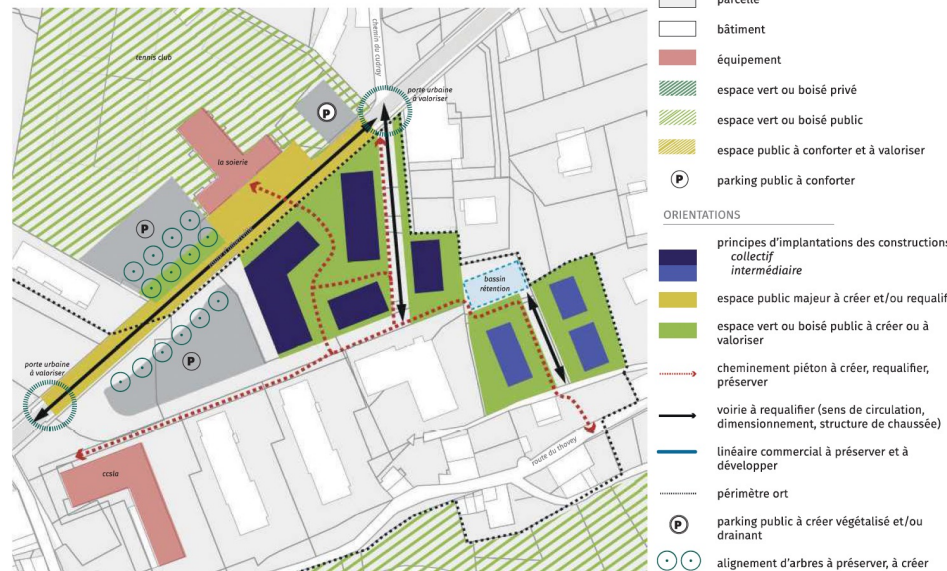 parcelle
bâtiment
équipement
espace vert ou boisé privé
espace vert ou boisé public
espace public à conforter et à valoriser
P
parking public à conforter
ORIENTATIONS
principes d'implantations des constructions
collectif
intermédiaire
espace public majeur à créer et/ou requalif
espace vert ou boisé public à créer ou à
valoriser
cheminement piéton à créer, requalifier,
préserver
voirie à requalifier (sens de circulation,
dimensionnement, structure de chaussée)
linéaire commercial à préserver et à
développer
périmètre ort
P
parking public à créer végétalisé et/ou
drainant
alignement d'arbres à préserver, à créer
tennis club
chemin du cudray
porte urbaine
à valoriser
P
la soierie
P
bassin
rétention
P
porte urbaine
à valoriser
ccsla
route du thovey